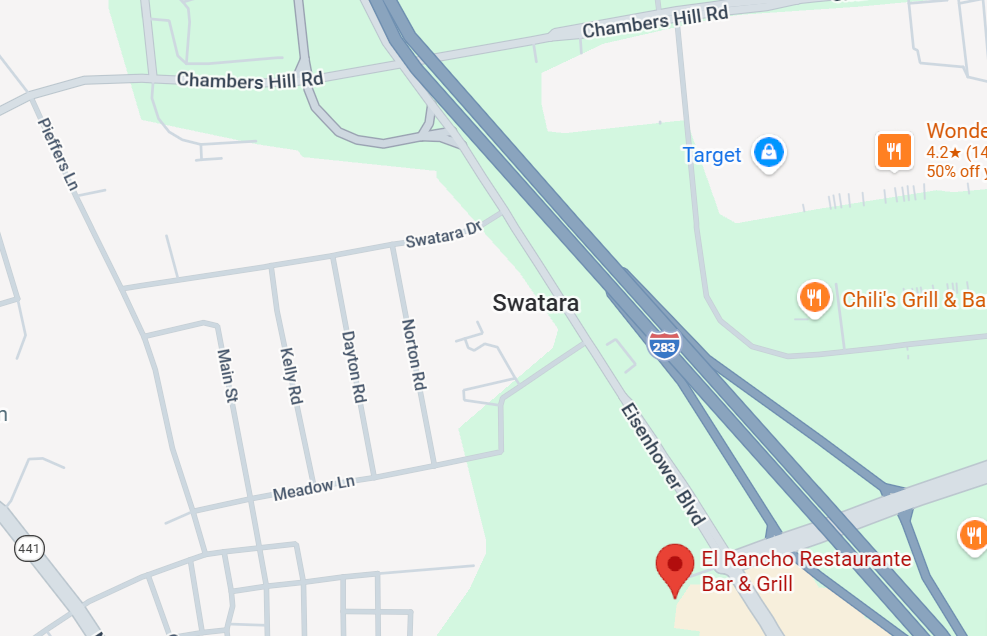 Chambers Hill Rd
Chambers Hill Rd
Pieffers Ln
Target
Wonde
4.2★ (14
50% off
Swatara Dr
Swatara
Chili's Grill & Ba
283
Main St
Kelly Rd
Dayton Rd
Norton Rd
Eisenhower Blvd
Meadow Ln
441
El Rancho Restaurante
Bar & Grill